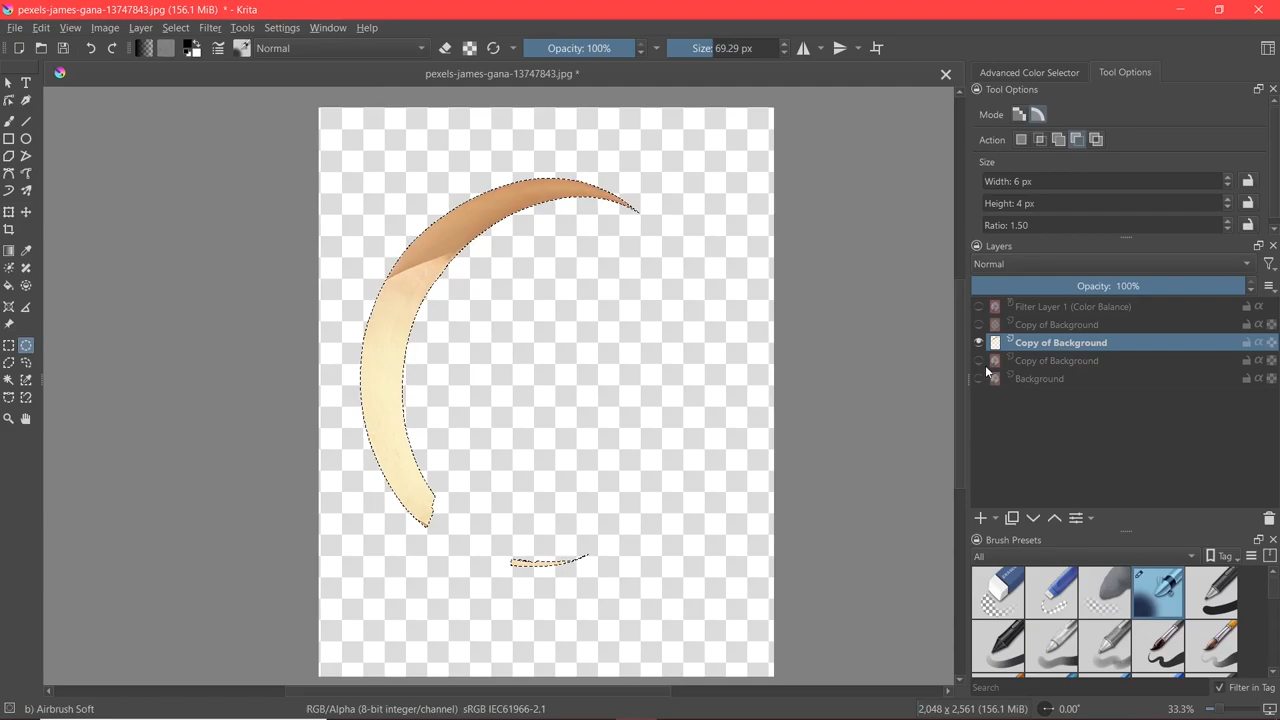 pexels-james-gana-13747843.jpg (156.1 MiB) * - Krita
File Edit View Image Layer Select Filter Tools Settings Window Help
Normal Opacity: 100% Size: 69.29 px
pexels-james-gana-13747843.jpg *
Advanced Color Selector Tool Options
Tool Options
Mode
Action
Size
Width: 6 px
Height: 4 px
Ratio: 1.50
Layers
Normal
Opacity: 100%
Filter Layer 1 (Color Balance)
Copy of Background
Copy of Background
Copy of Background
Background
Brush Presets
All Tag
Search Filter in Tag
b) Airbrush Soft RGB/Alpha (8-bit integer/channel) sRGB IEC61966-2.1 2,048 x 2,561 (156.1 MiB) 0.00° 33.3%